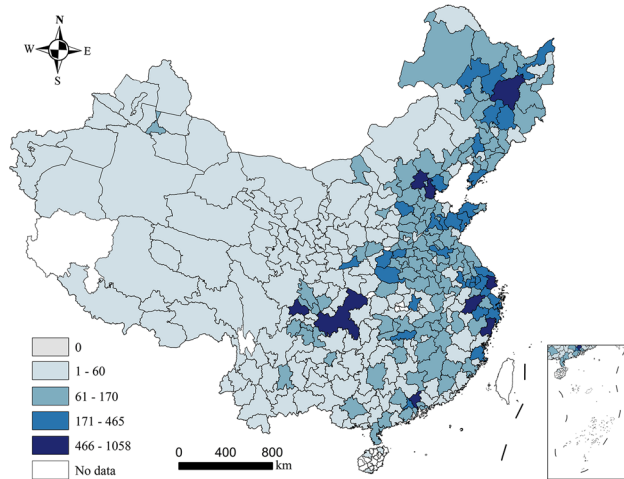 N
W E
S
0
1 - 60
61 - 170
171 - 465
466 - 1058
No data
0 400 800
km